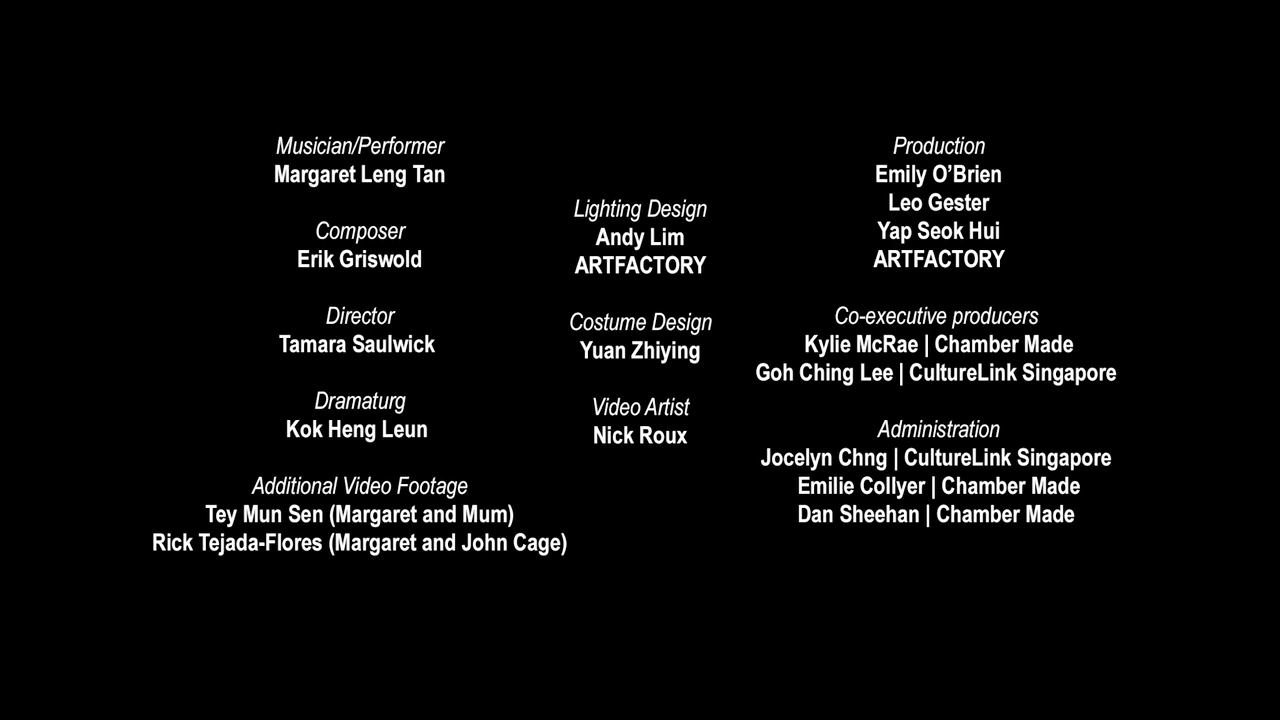 Musician/Performer
Margaret Leng Tan
Composer
Erik Griswold
Director
Tamara Saulwick
Dramaturg
Kok Heng Leun
Additional Video Footage
Tey Mun Sen (Margaret and Mum)
Rick Tejada-Flores (Margaret and John Cage)
Lighting Design
Andy Lim
ARTFACTORY
Costume Design
Yuan Zhiying
Video Artist
Nick Roux
Production
Emily O’Brien
Leo Gester
Yap Seok Hui
ARTFACTORY
Co-executive producers
Kylie McRae | Chamber Made
Goh Ching Lee | CultureLink Singapore
Administration
Jocelyn Chng | CultureLink Singapore
Emilie Collyer | Chamber Made
Dan Sheehan | Chamber Made